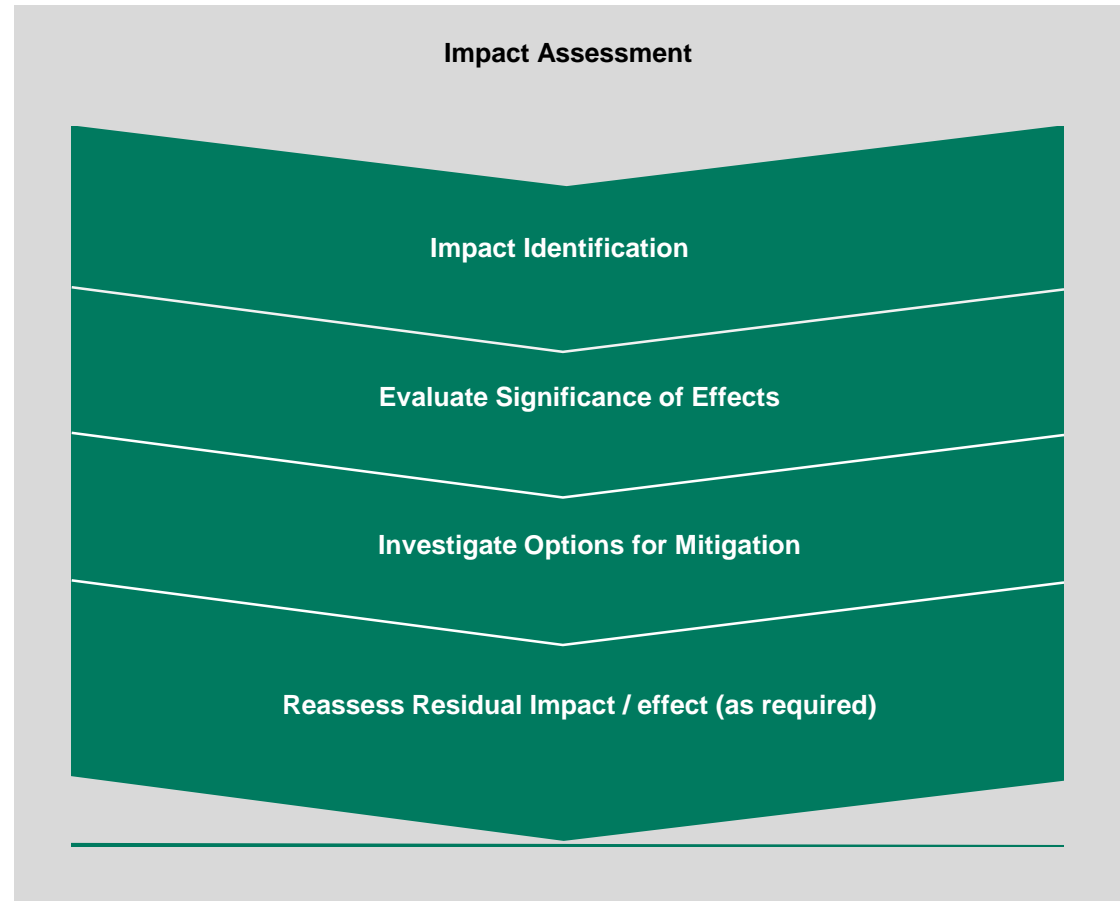 Impact Assessment
Impact Identification
Evaluate Significance of Effects
Investigate Options for Mitigation
Reassess Residual Impact / effect (as required)